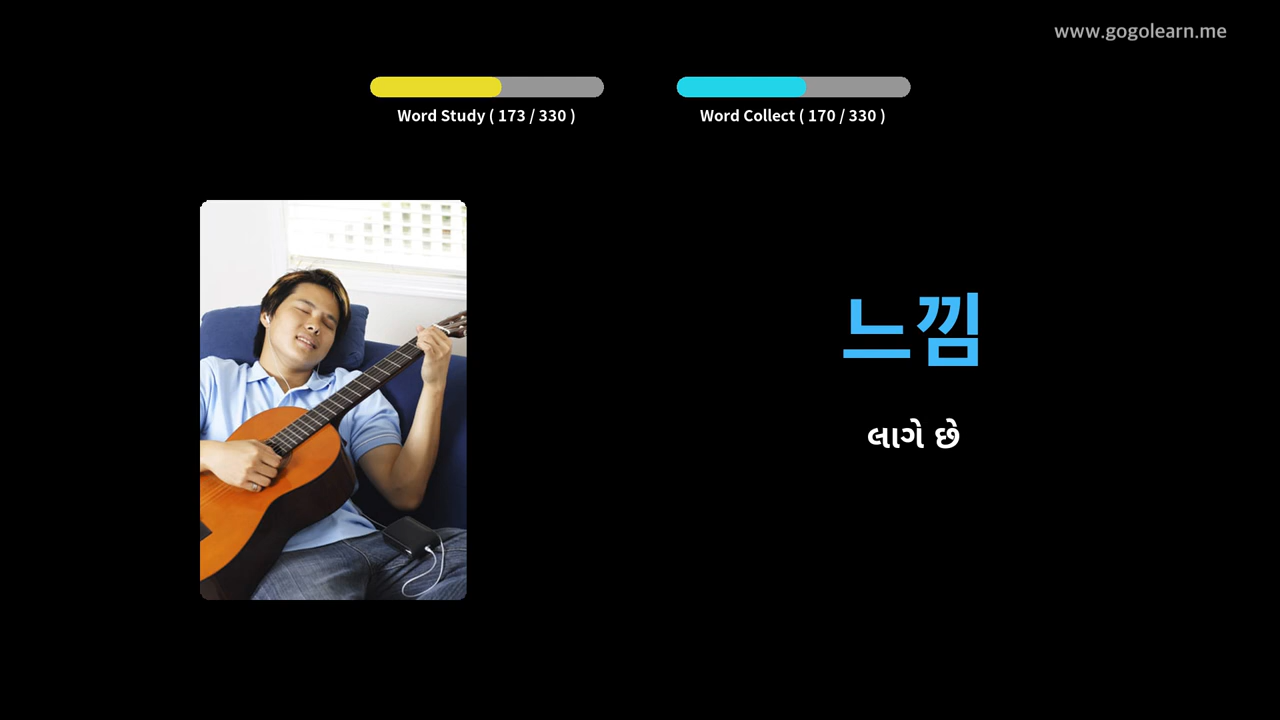 www.gogolearn.me
Word Study ( 173 / 330 )
Word Collect ( 170 / 330 )
느낌
લાગે છે